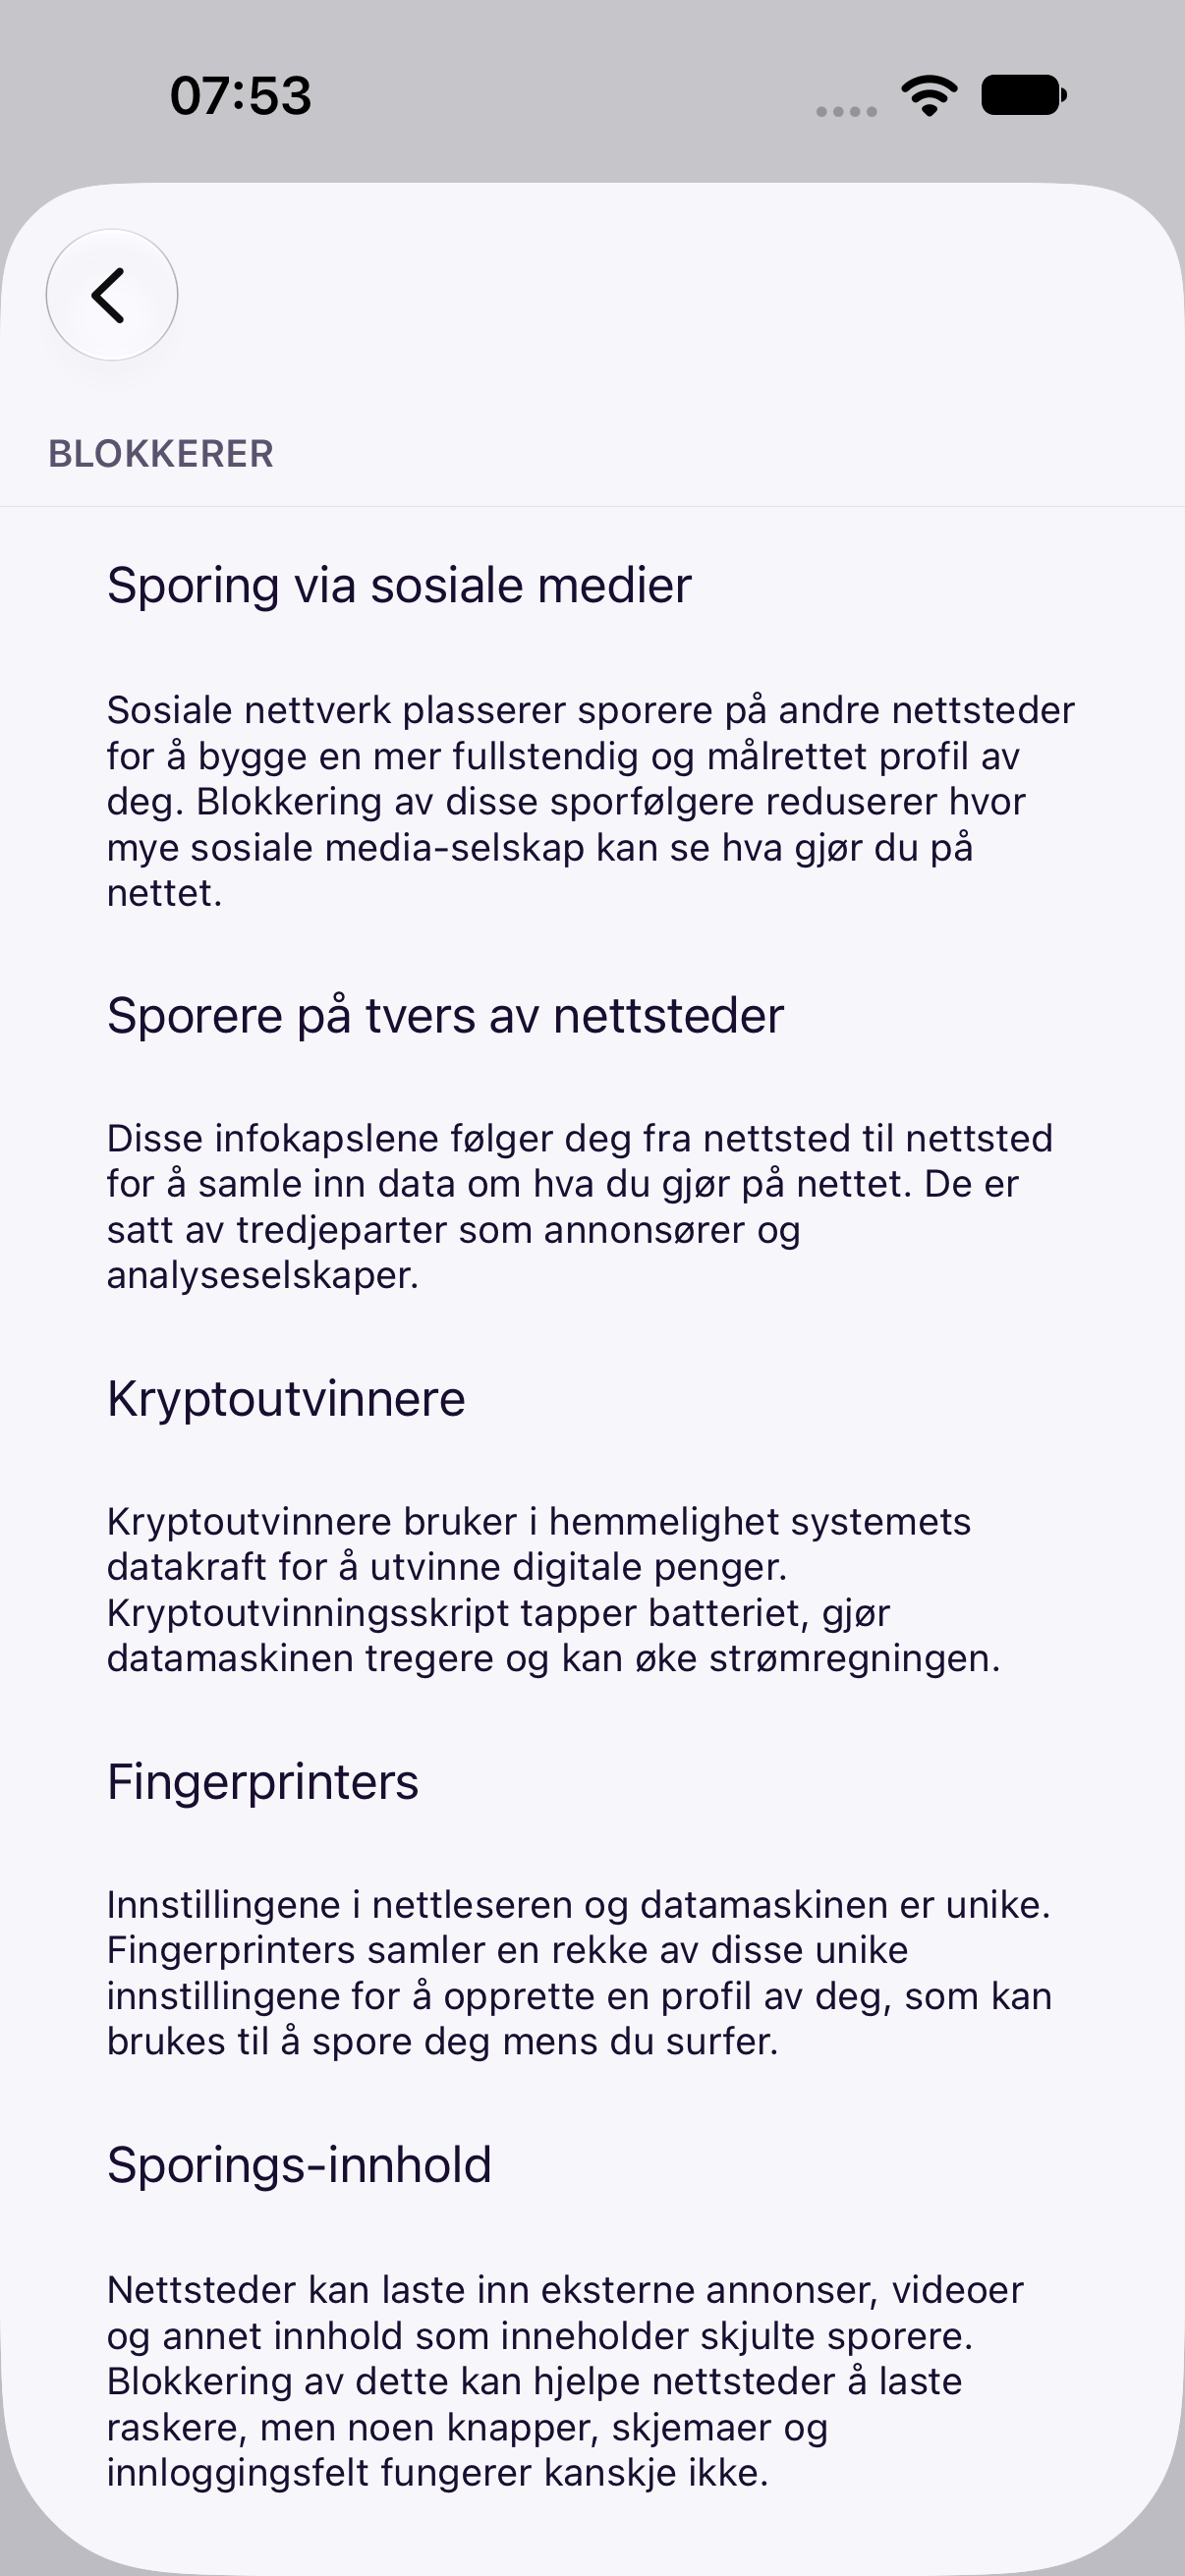 07:53
BLOKKERER
Sporing via sosiale medier
Sosiale nettverk plasserer sporere på andre nettsteder
for å bygge en mer fullstendig og målrettet profil av
deg. Blokkering av disse sporfølgere reduserer hvor
mye sosiale media-selskap kan se hva gjør du på
nettet.
Sporere på tvers av nettsteder
Disse infokapslene følger deg fra nettsted til nettsted
for å samle inn data om hva du gjør på nettet. De er
satt av tredjeparter som annonsører og
analyseselskaper.
Kryptoutvinnere
Kryptoutvinnere bruker i hemmelighet systemets
datakraft for å utvinne digitale penger.
Kryptoutvinningsskript tapper batteriet, gjør
datamaskinen tregere og kan øke strømregningen.
Fingerprinters
Innstillingene i nettleseren og datamaskinen er unike.
Fingerprinters samler en rekke av disse unike
innstillingene for å opprette en profil av deg, som kan
brukes til å spore deg mens du surfer.
Sporings-innhold
Nettsteder kan laste inn eksterne annonser, videoer
og annet innhold som inneholder skjulte sporere.
Blokkering av dette kan hjelpe nettsteder å laste
raskere, men noen knapper, skjemaer og
innloggingsfelt fungerer kanskje ikke.